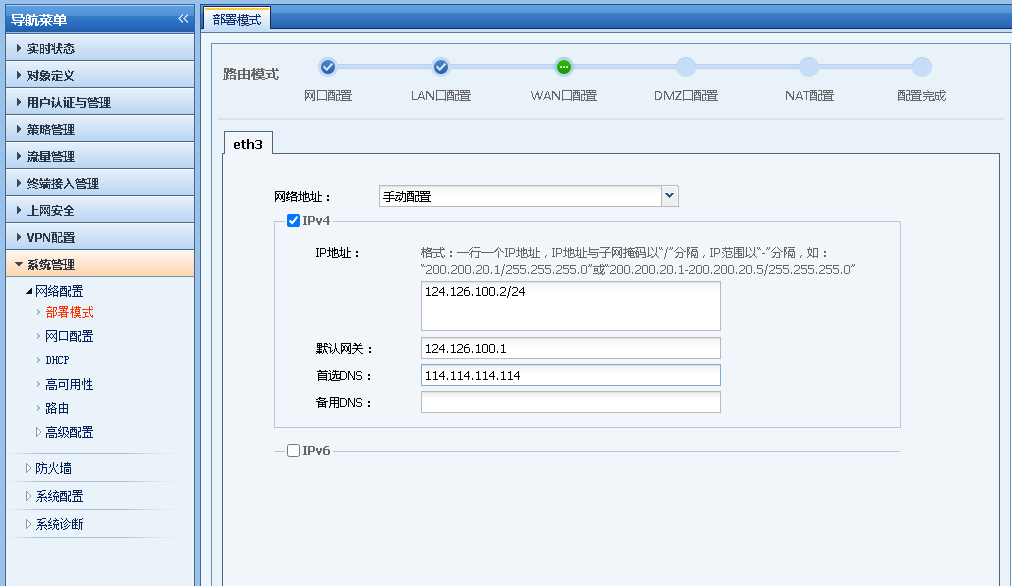 导航菜单
实时状态
对象定义
用户认证与管理
策略管理
流量管理
终端接入管理
上网安全
VPN配置
系统管理
网络配置
部署模式
网口配置
DHCP
高可用性
路由
高级配置
防火墙
系统配置
系统诊断
部署模式
路由模式
网口配置
LAN口配置
WAN口配置
DMZ口配置
NAT配置
配置完成
eth3
网络地址：
手动配置
IPv4
IP地址：
格式：一行一个IP地址，IP地址与子网掩码以“/”分隔，IP范围以“-”分隔，如：
“200.200.20.1/255.255.255.0”或“200.200.20.1-200.200.20.5/255.255.255.0”
124.126.100.2/24
默认网关：
124.126.100.1
首选DNS：
114.114.114.114
备用DNS：
IPv6